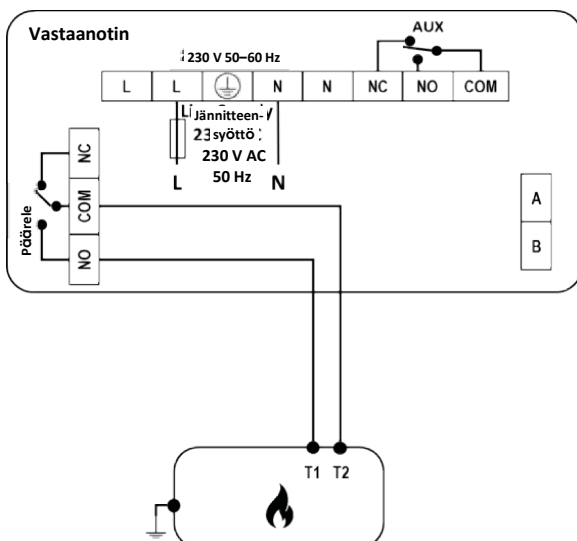 Vastaanotin
230 V 50–60 Hz
AUX
L L N N NC NO COM
Jännitteen-
syöttö
230 V AC
50 Hz
L N
Päärele
NC
COM
NO
A
B
T1 T2